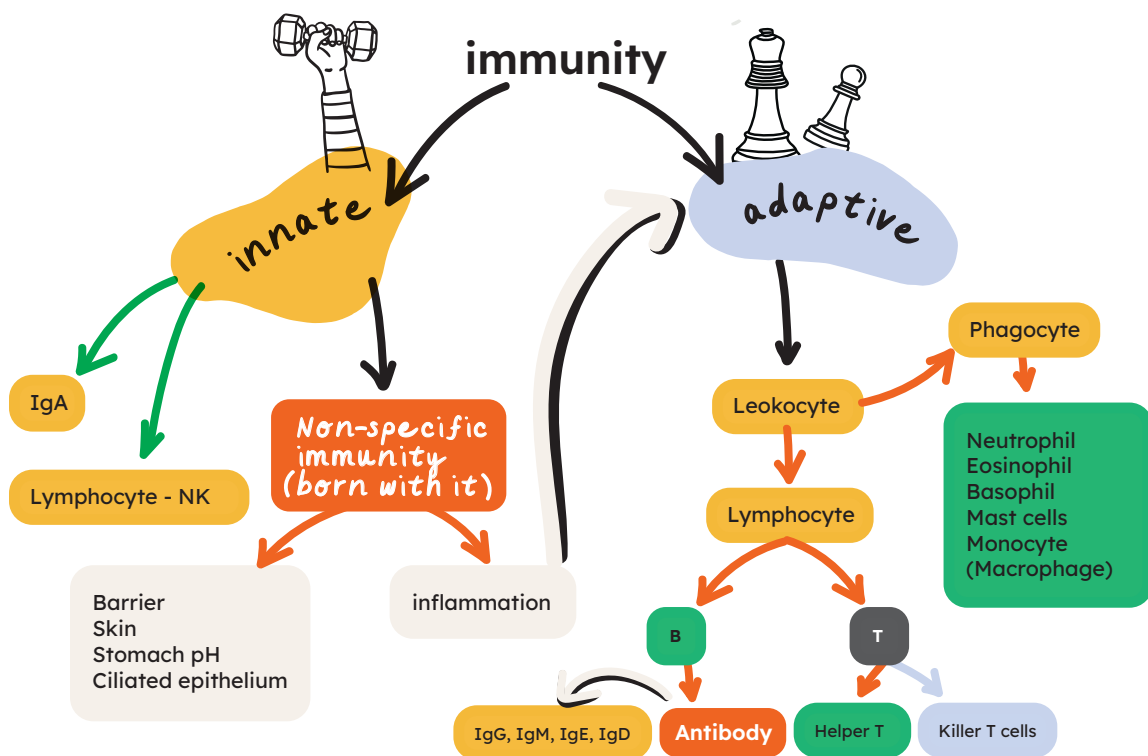 immunity
innate
adaptive
IgA
Lymphocyte - NK
Non-specific
immunity
(born with it)
Barrier
Skin
Stomach pH
Ciliated epithelium
inflammation
Leokocyte
Phagocyte
Neutrophil
Eosinophil
Basophil
Mast cells
Monocyte
(Macrophage)
Lymphocyte
B
T
IgG, IgM, IgE, IgD
Antibody
Helper T
Killer T cells